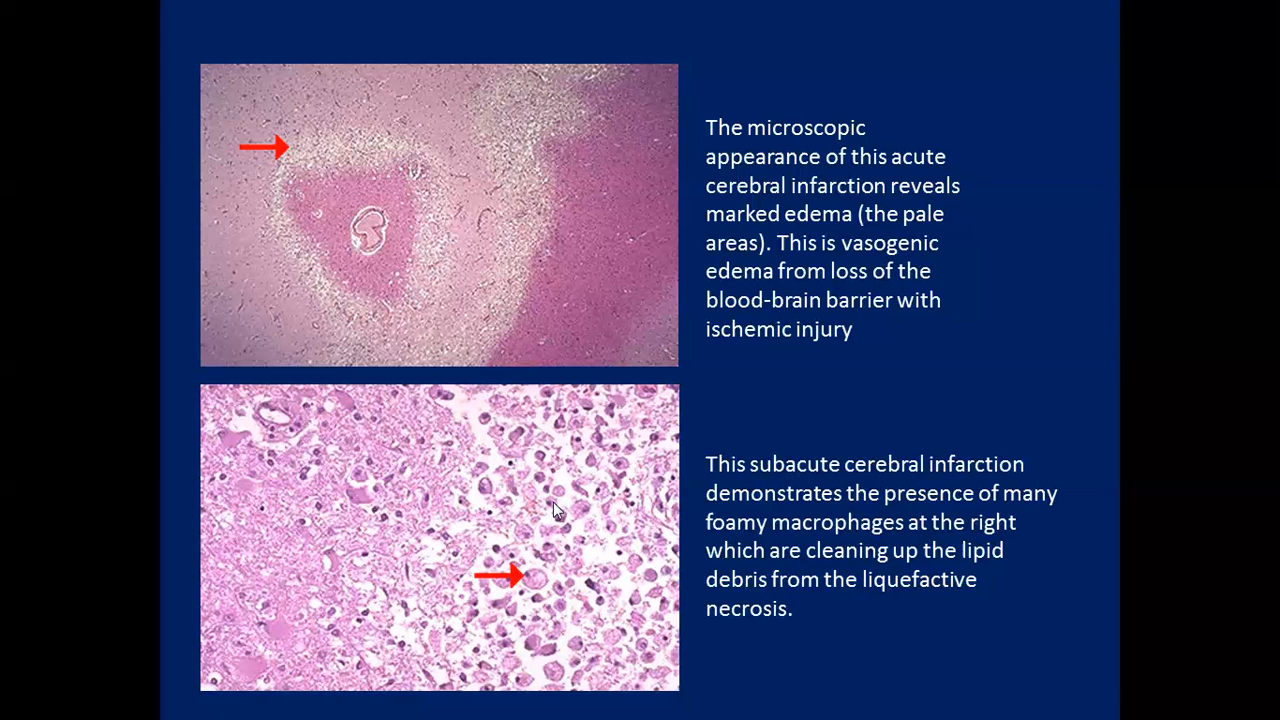 The microscopic
appearance of this acute
cerebral infarction reveals
marked edema (the pale
areas). This is vasogenic
edema from loss of the
blood-brain barrier with
ischemic injury
This subacute cerebral infarction
demonstrates the presence of many
foamy macrophages at the right
which are cleaning up the lipid
debris from the liquefactive
necrosis.